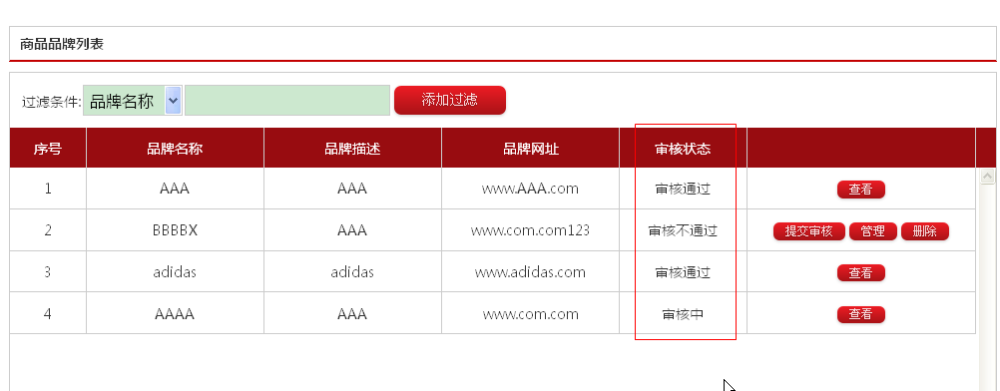 商品品牌列表
过滤条件: 品牌名称 添加过滤
序号 品牌名称 品牌描述 品牌网址 审核状态
1 AAA AAA www.AAA.com 审核通过 查看
2 BBBBX AAA www.com.com123 审核不通过 提交审核 管理 删除
3 adidas adidas www.adidas.com 审核通过 查看
4 AAAA AAA www.com.com 审核中 查看